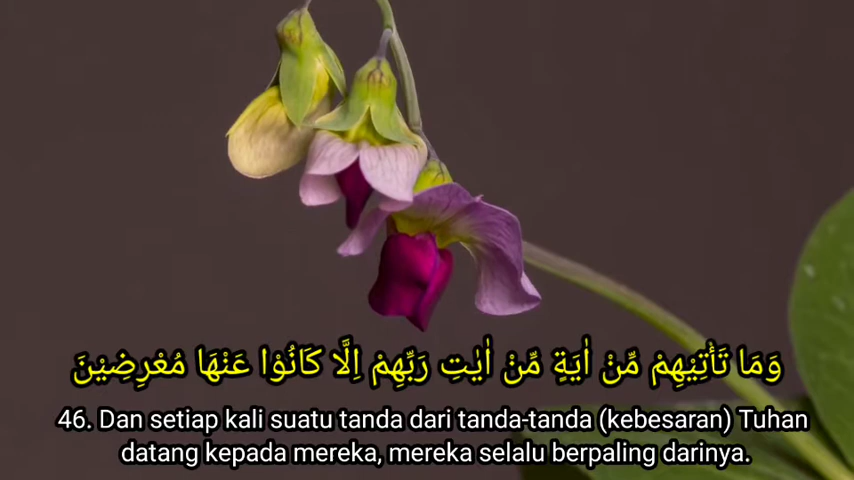 وَمَا تَأْتِيْهِمْ مِّنْ اٰيَةٍ مِّنْ اٰيٰتِ رَبِّهِمْ اِلَّا كَانُوْا عَنْهَا مُعْرِضِيْنَ
46. Dan setiap kali suatu tanda dari tanda-tanda (kebesaran) Tuhan
datang kepada mereka, mereka selalu berpaling darinya.